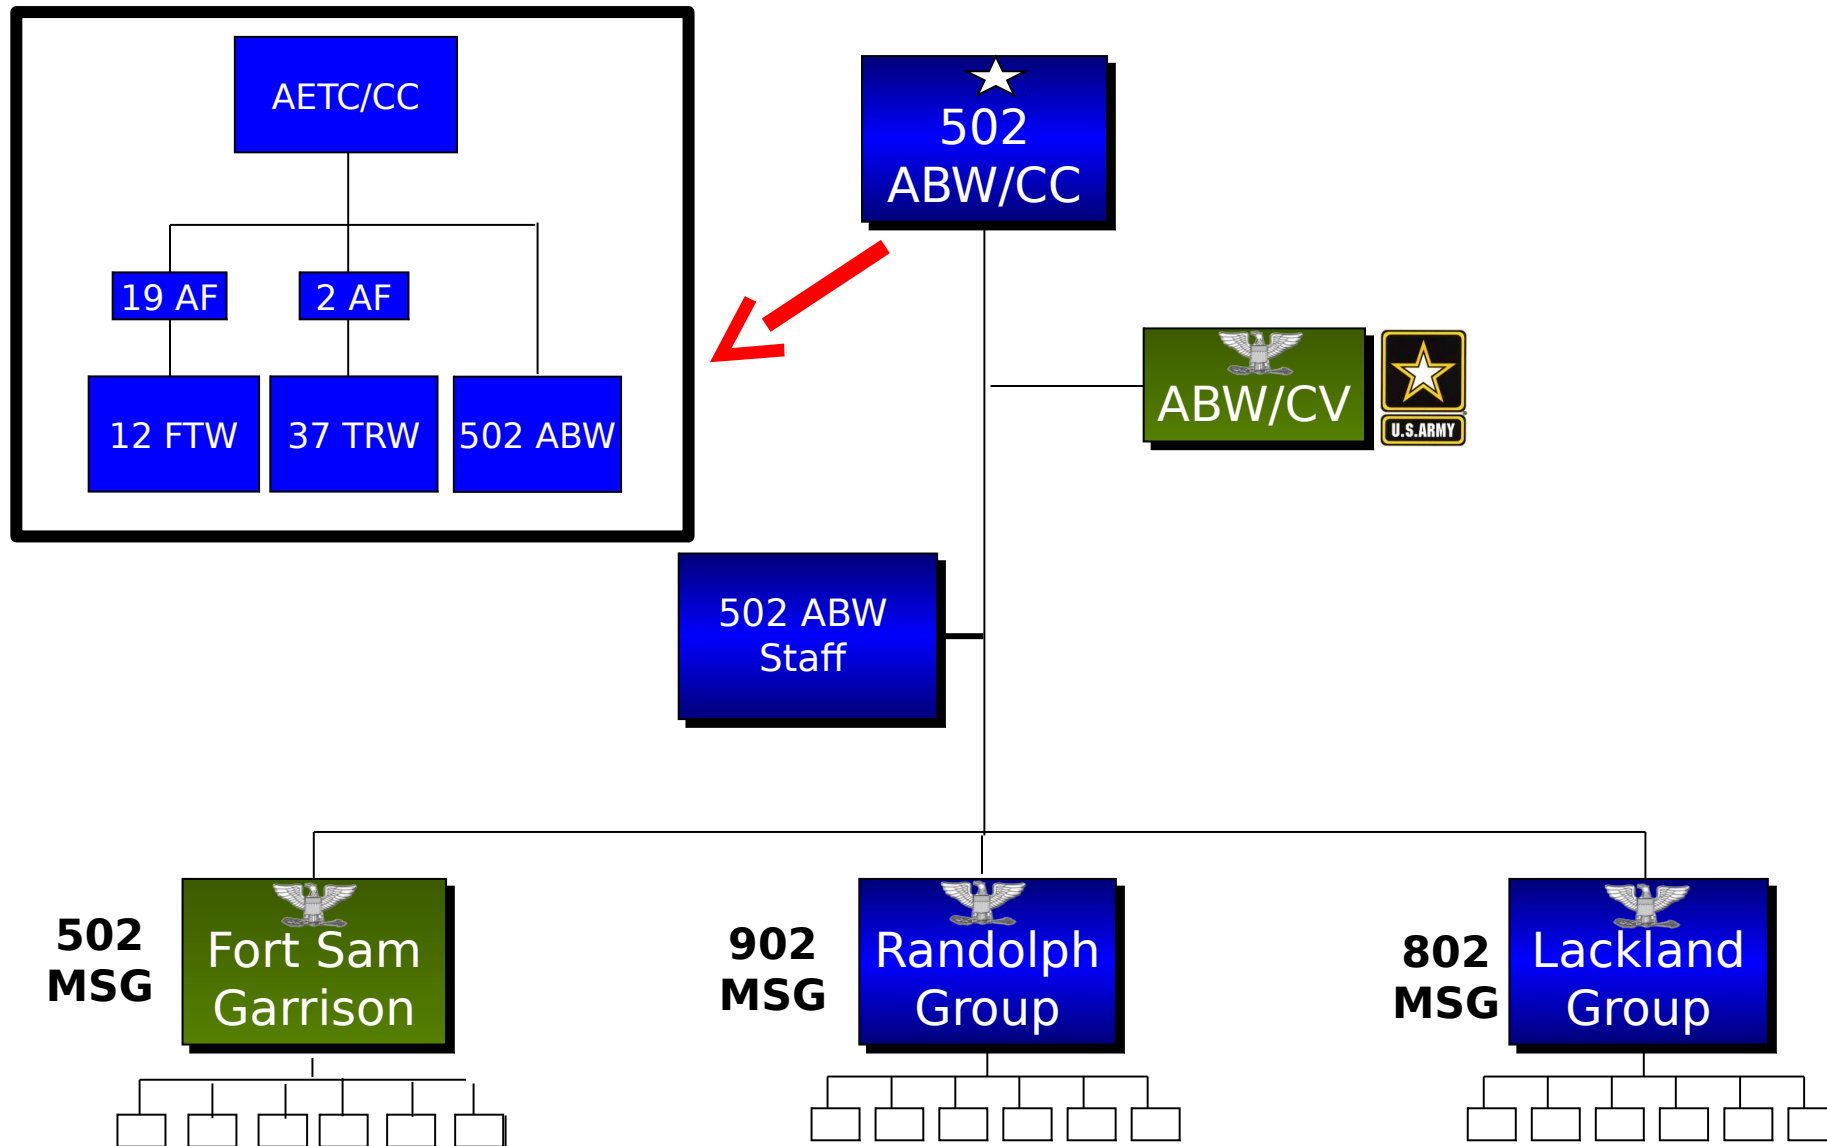 AETC/CC
19 AF
2 AF
12 FTW
37 TRW
502 ABW
502
ABW/CC
ABW/CV
U.S.ARMY
502 ABW
Staff
502
MSG
Fort Sam
Garrison
902
MSG
Randolph
Group
802
MSG
Lackland
Group